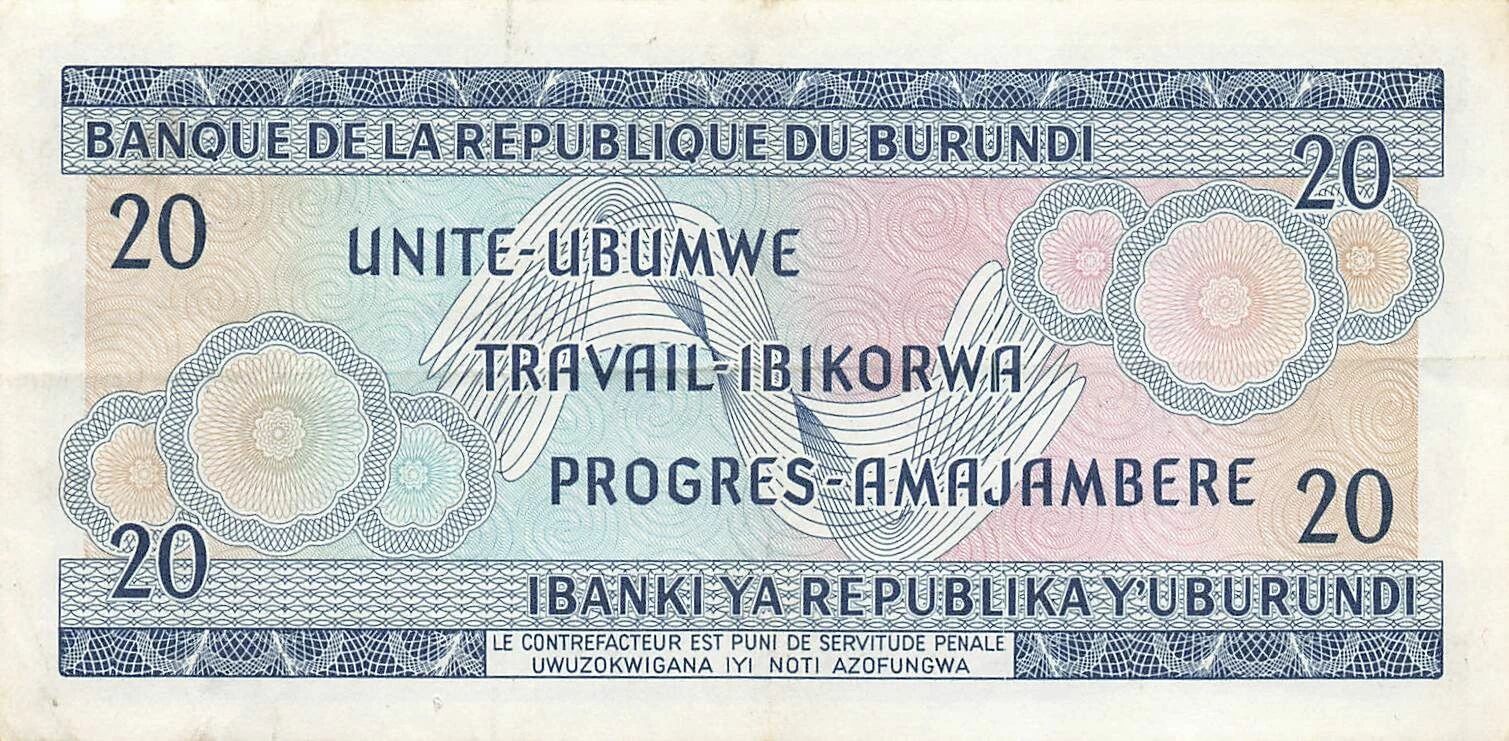 BANQUE DE LA REPUBLIQUE DU BURUNDI
20
20
UNITE-UBUMWE
TRAVAIL-IBIKORWA
PROGRES-AMAJAMBERE
20
20
IBANKI YA REPUBLIKA Y'UBURUNDI
LE CONTREFACTEUR EST PUNI DE SERVITUDE PENALE
UWUZOKWIGANA IYI NOTI AZOFUNGWA